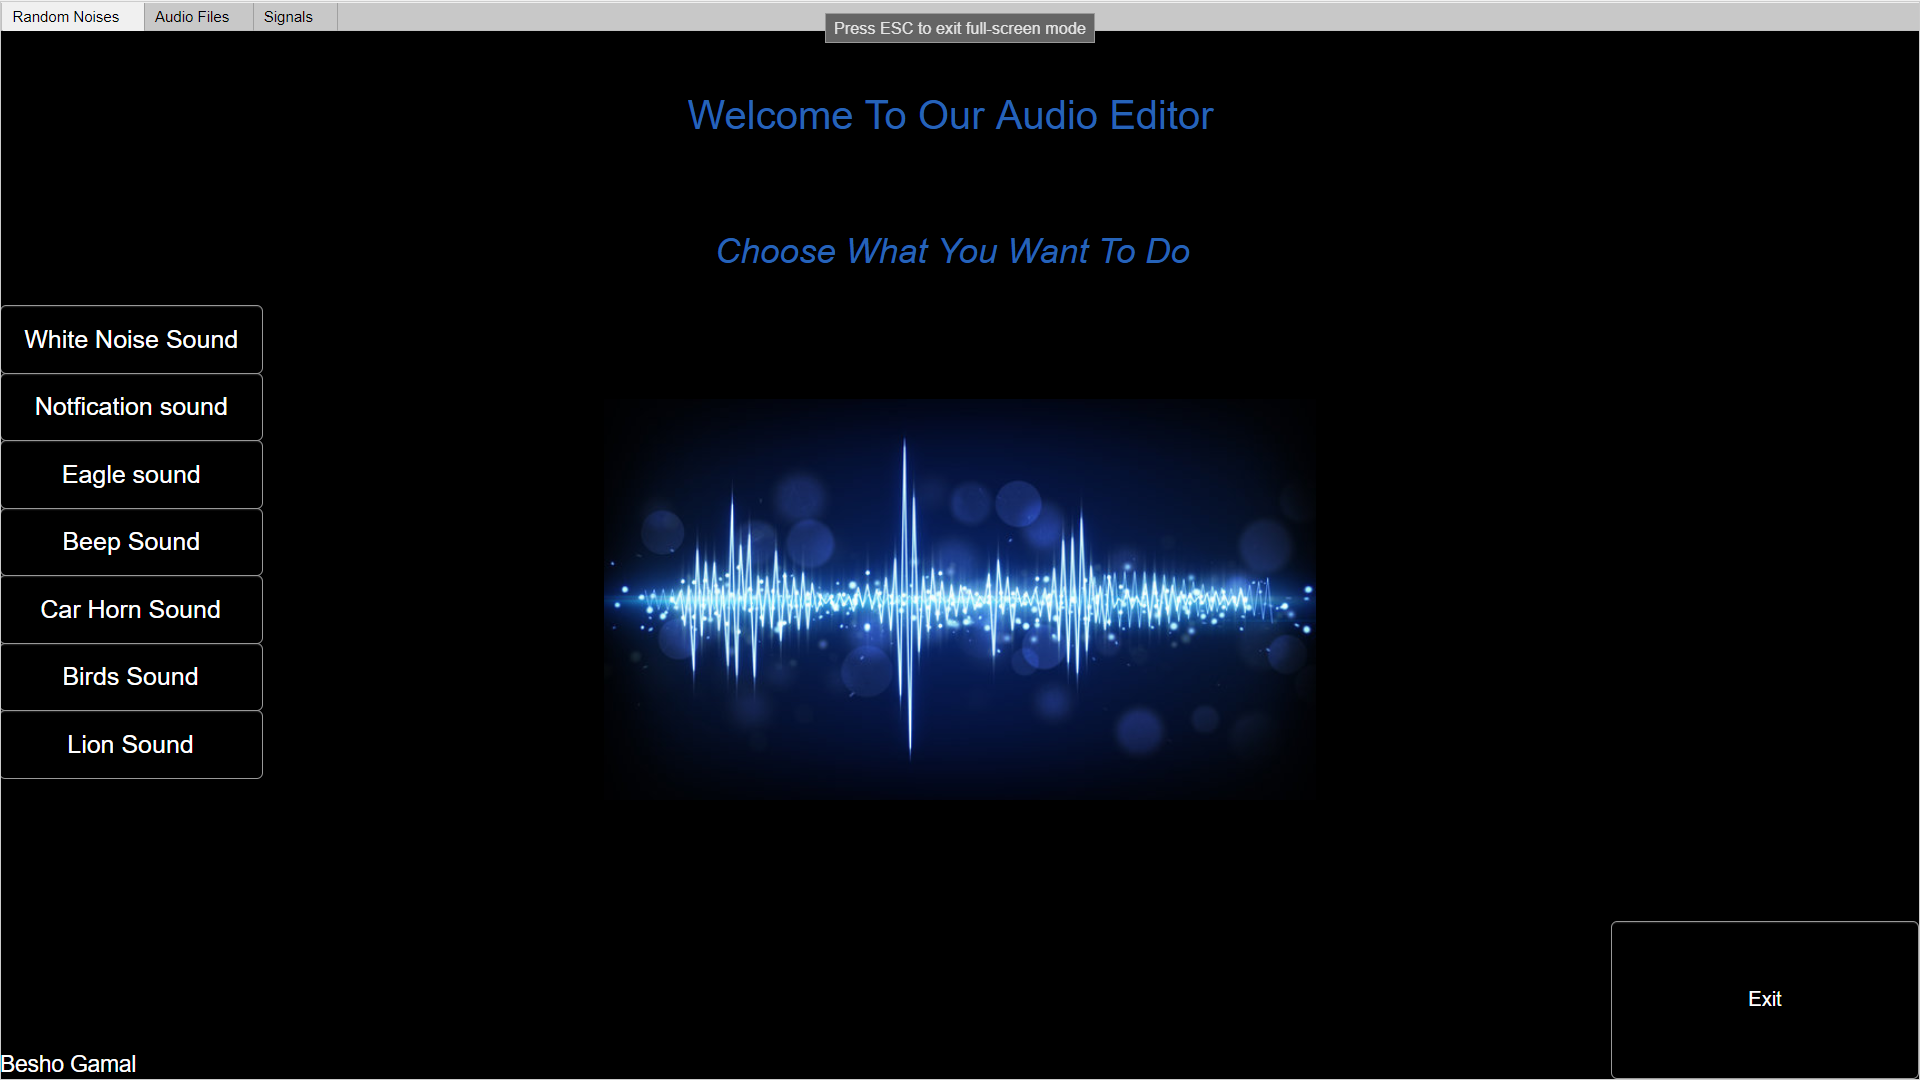 Random Noises Audio Files Signals
Press ESC to exit full-screen mode
Welcome To Our Audio Editor
Choose What You Want To Do
White Noise Sound
Notfication sound
Eagle sound
Beep Sound
Car Horn Sound
Birds Sound
Lion Sound
Exit
Besho Gamal